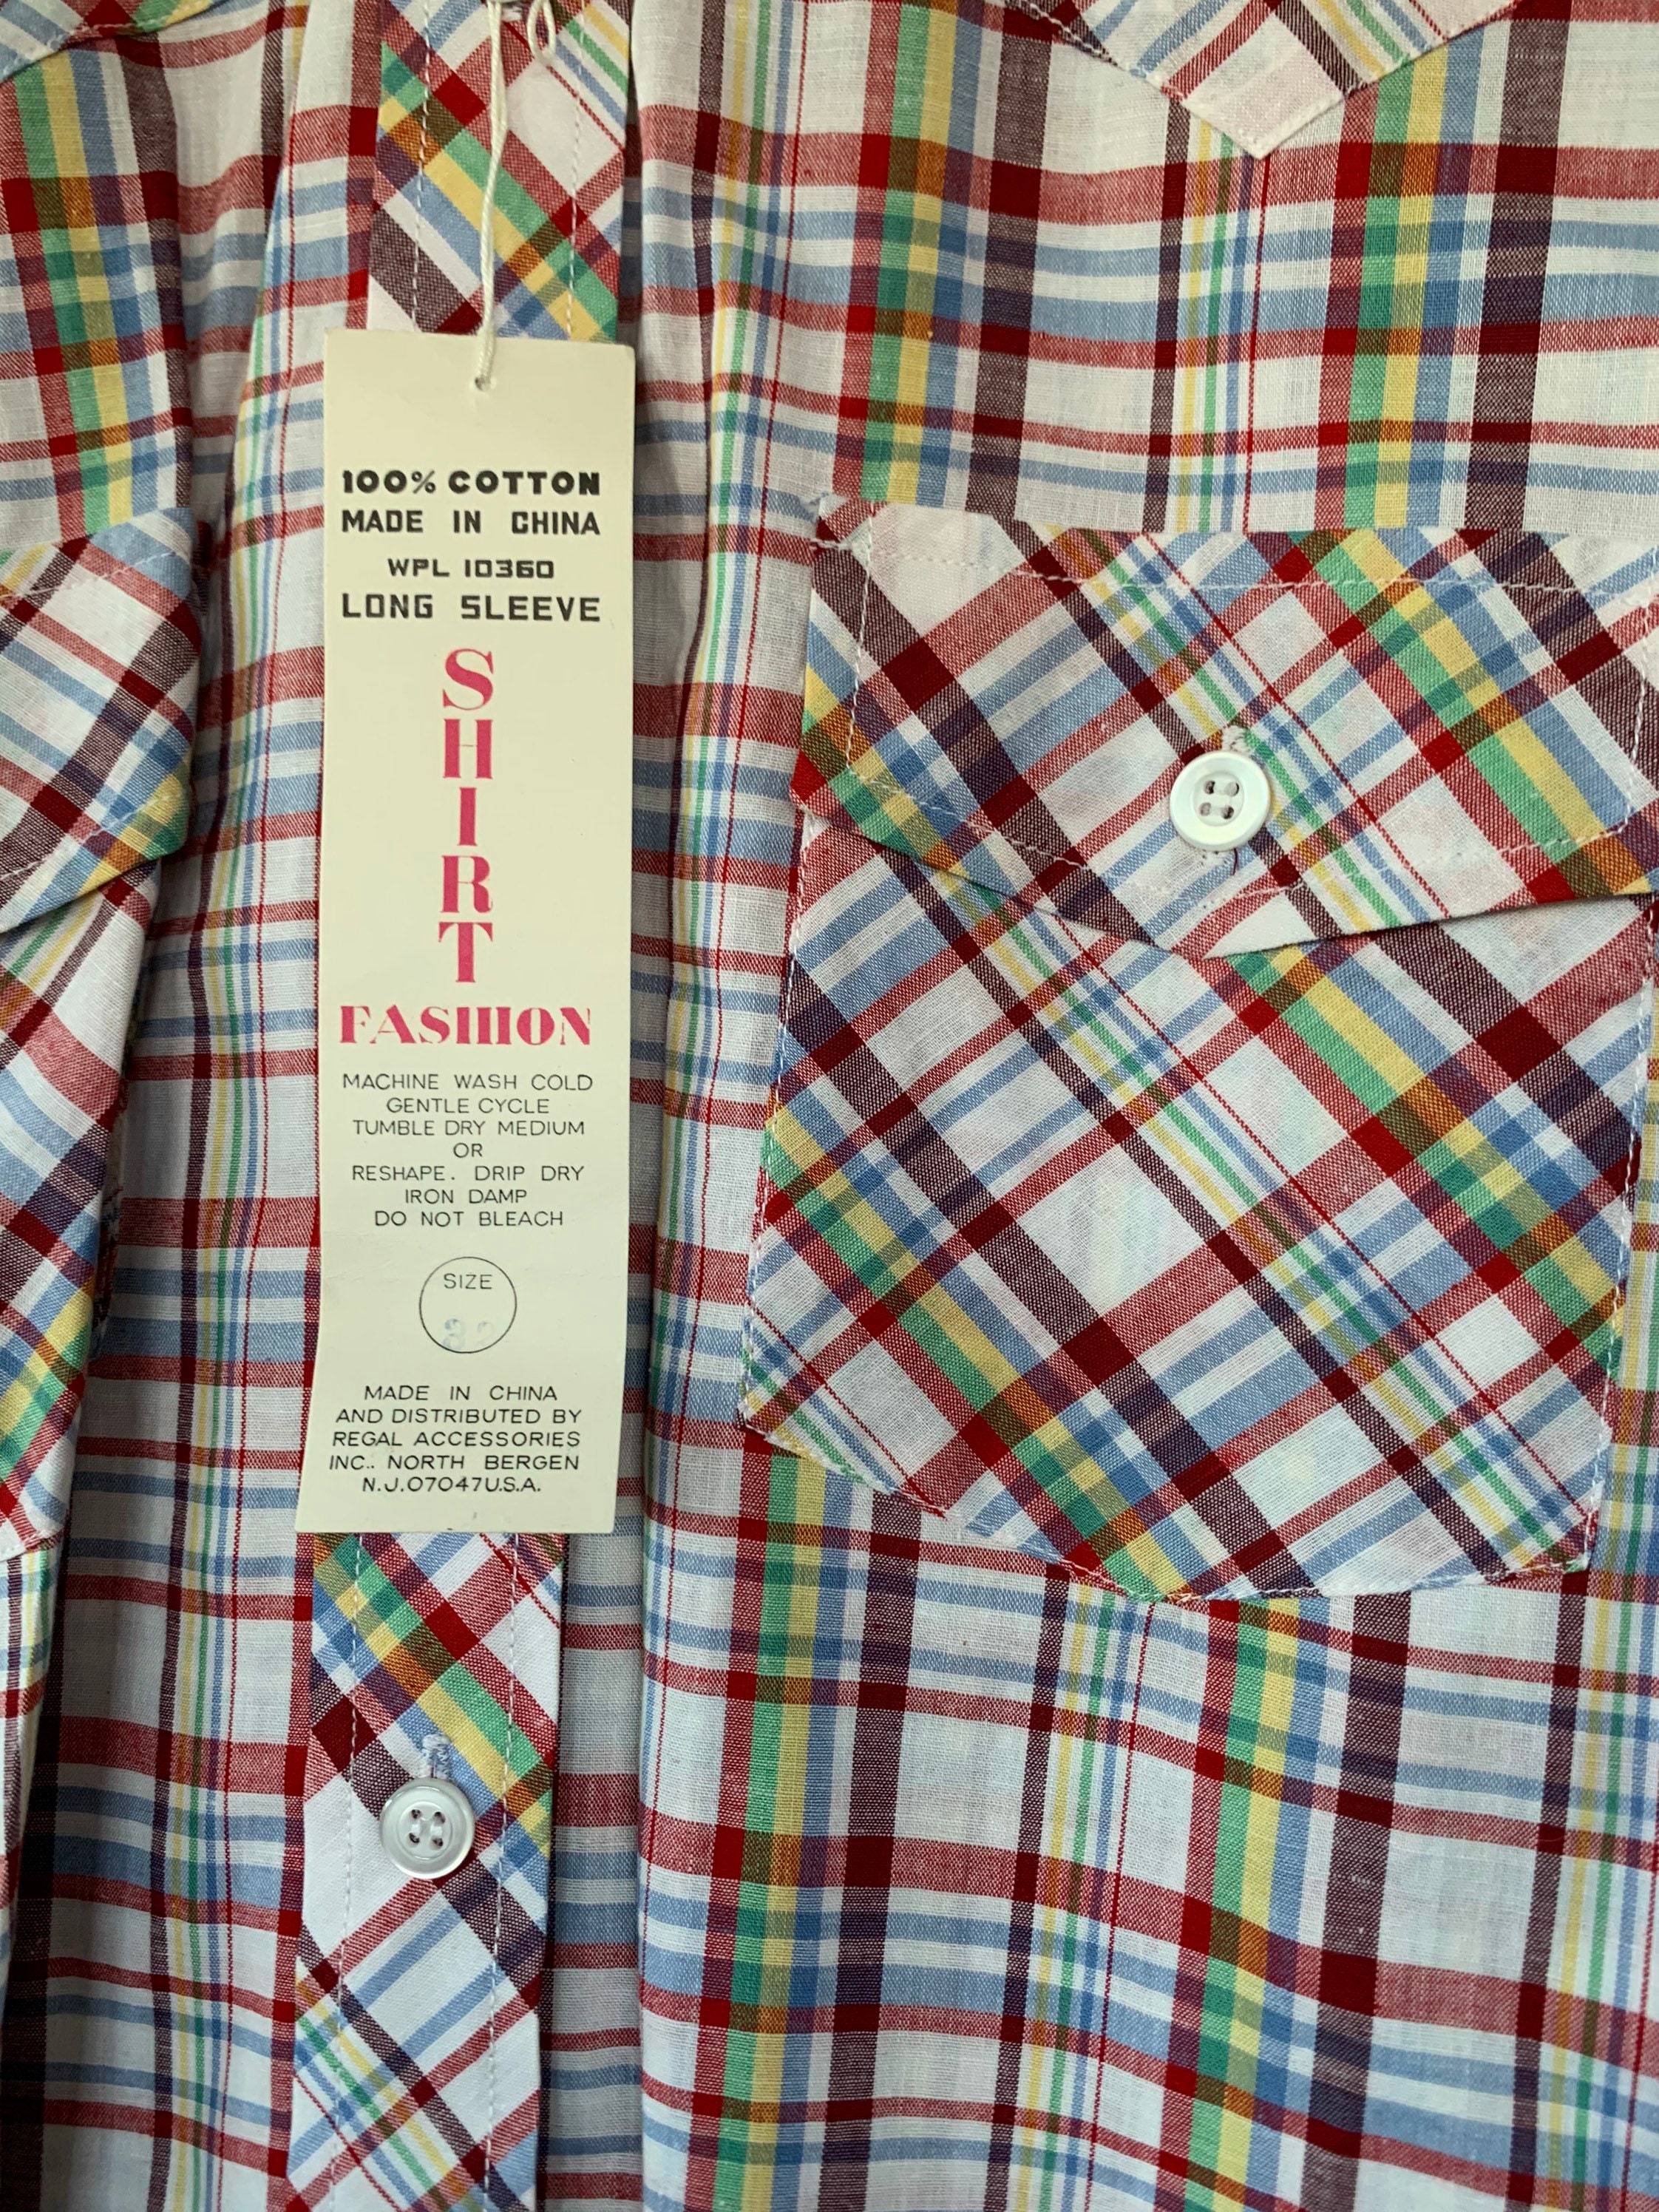 100% COTTON
MADE IN CHINA
WPL 10360
LONG SLEEVE
SHIRT
FASHION
MACHINE WASH COLD
GENTLE CYCLE
TUMBLE DRY MEDIUM
OR
RESHAPE. DRIP DRY
IRON DAMP
DO NOT BLEACH
SIZE
MADE IN CHINA
AND DISTRIBUTED BY
REGAL ACCESSORIES
INC.. NORTH BERGEN
N.J.07047U.S.A.